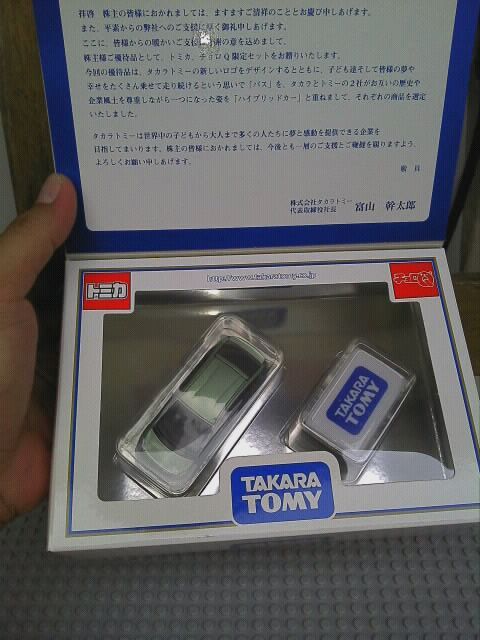 拝啓 株主の皆様におかれましては、ますますご清祥のこととお慶び申しあげます。
また、平素からの弊社へのご支援に厚く御礼申しあげます。
ここに、皆様からの暖かいご支援に感謝の意を込めまして、
株主様ご優待品として、トミカ、チョロQ 限定セットをお贈りいたします。
今回の優待品は、タカラトミーの新しいロゴをデザインするとともに、子ども達そして皆様の夢や
幸せをたくさん乗せて走り続けるという思いで「バス」を、タカラとトミーの2社がお互いの歴史や
企業風土を尊重しながら一つになった姿を「ハイブリッドカー」と重ねまして、それぞれの商品を選定
いたしました。
タカラトミーは世界中の子どもから大人まで多くの人たちに夢と感動を提供できる企業を
目指してまいります。株主の皆様におかれましては、今後とも一層のご支援とご鞭撻を賜りますよう、
よろしくお願い申しあげます。
敬 具
株式会社タカラトミー
代表取締役社長 富山 幹太郎
http://www.takaratomy.co.jp
トミカ
チョロQ
TAKARA
TOMY
TAKARA
TOMY